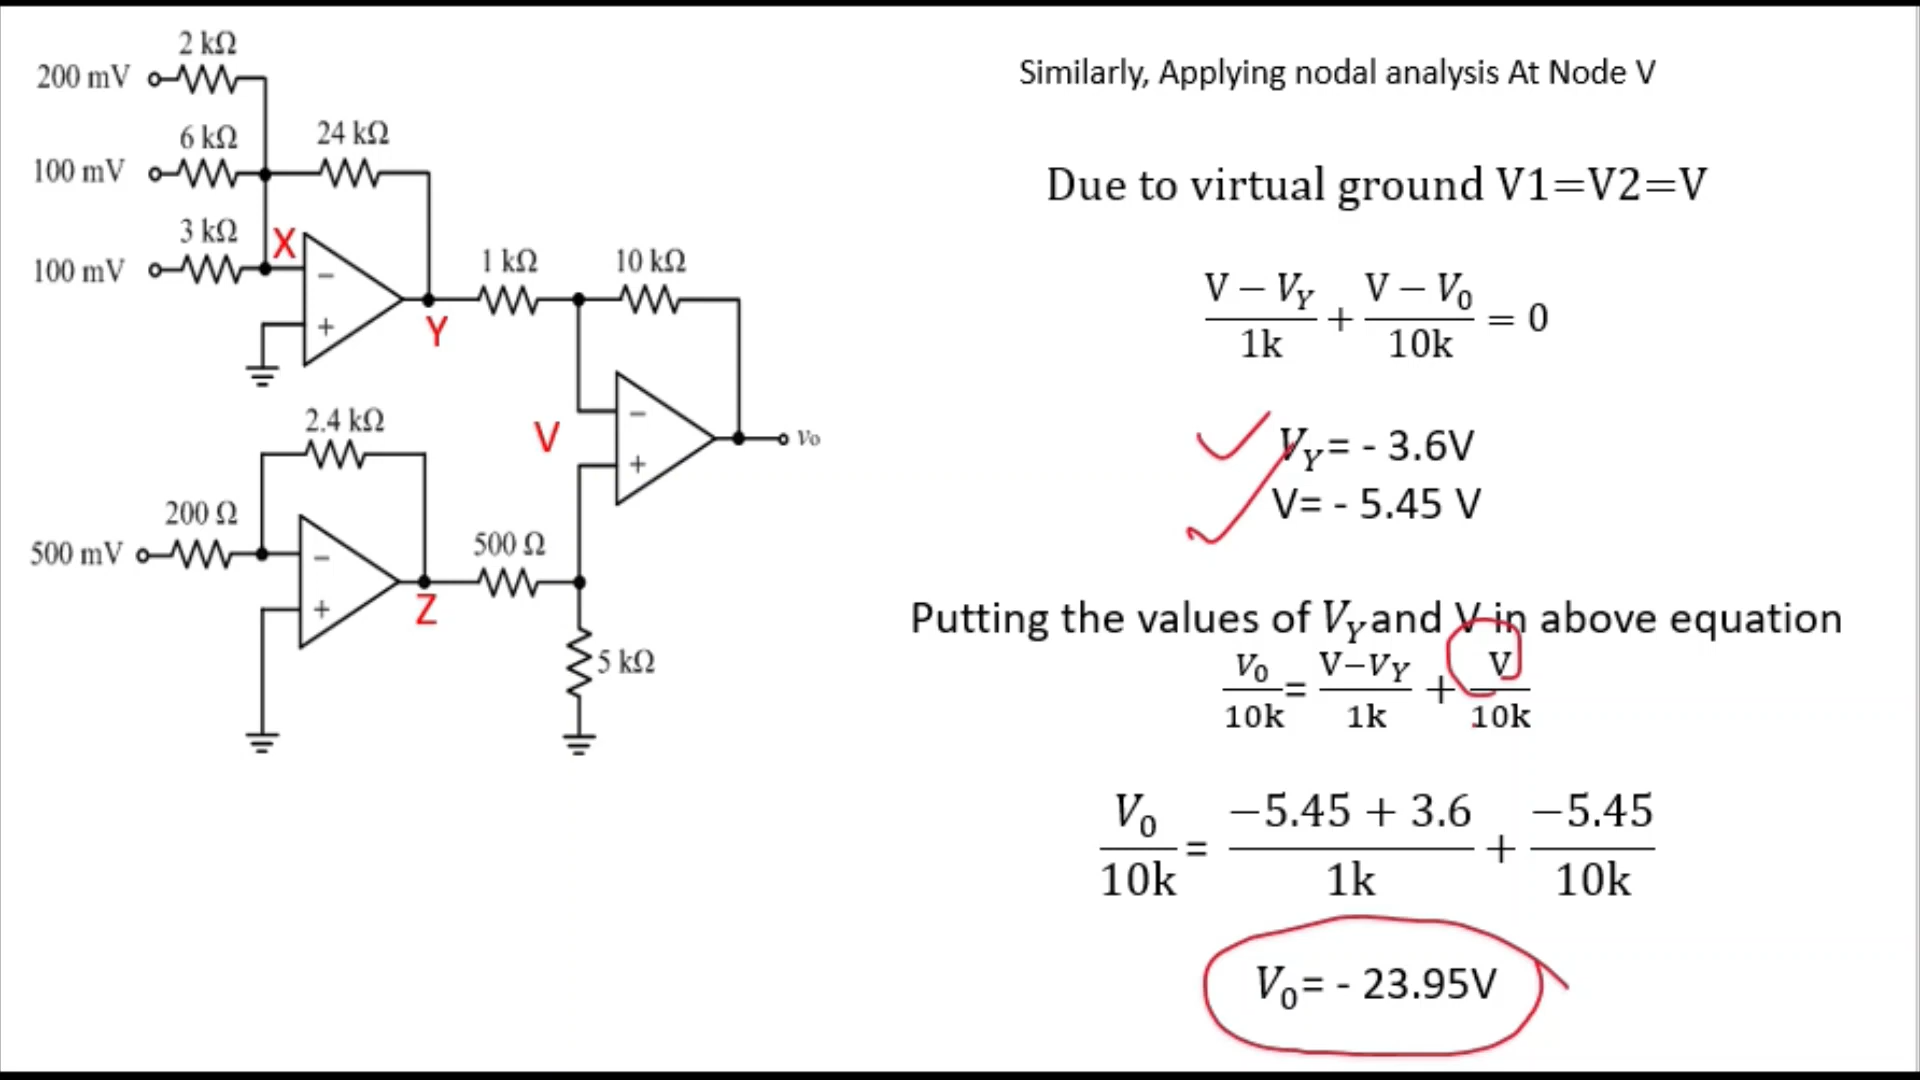 2 kΩ
200 mV
6 kΩ
24 kΩ
100 mV
3 kΩ
X
100 mV
−
+
Y
1 kΩ
10 kΩ
V
−
+
vo
2.4 kΩ
200 Ω
500 mV
−
+
Z
500 Ω
5 kΩ
Similarly, Applying nodal analysis At Node V
Due to virtual ground V1=V2=V
(V − V_Y)/1k + (V − V_0)/10k = 0
V_Y= - 3.6V
V= - 5.45 V
Putting the values of V_Y and V in above equation
V_0/10k = (V−V_Y)/1k + V/10k
V_0/10k = (−5.45 + 3.6)/1k + −5.45/10k
V_0= - 23.95V